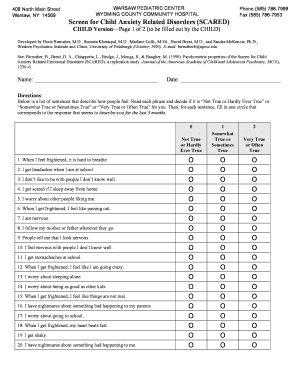 408 North Main Street
Warsaw, NY 14569
WARSAW PEDIATRIC CENTER
WYOMING COUNTY COMMUNITY HOSPITAL
Phone (585) 786-7999
Fax (585) 786-7953
Screen for Child Anxiety Related Disorders (SCARED)
CHILD Version—Page 1 of 2 (to be filled out by the CHILD)
Developed by Boris Birmaher, M.D., Suneeta Khetarpal, M.D., Marlane Cully, M.Ed., David Brent, M.D., and Sandra McKenzie, Ph.D.,
Western Psychiatric Institute and Clinic, University of Pittsburgh (October, 1995). E-mail: birmaherb@upmc.edu
See: Birmaher, B., Brent, D. A., Chiappetta, L., Bridge, J., Monga, S., & Baugher, M. (1999). Psychometric properties of the Screen for Child
Anxiety Related Emotional Disorders (SCARED): a replication study. Journal of the American Academy of Child and Adolescent Psychiatry, 38(10),
1230–6.
Name: Date:
Directions:
Below is a list of sentences that describe how people feel. Read each phrase and decide if it is “Not True or Hardly Ever True” or
“Somewhat True or Sometimes True” or “Very True or Often True” for you. Then, for each sentence, fill in one circle that
corresponds to the response that seems to describe you for the last 3 months.
0 1 2
Not True or Hardly Ever True
Somewhat True or Sometimes True
Very True or Often True
1. When I feel frightened, it is hard to breathe O O O
2. I get headaches when I am at school. O O O
3. I don’t like to be with people I don’t know well. O O O
4. I get scared if I sleep away from home. O O O
5. I worry about other people liking me. O O O
6. When I get frightened, I feel like passing out. O O O
7. I am nervous. O O O
8. I follow my mother or father wherever they go. O O O
9. People tell me that I look nervous. O O O
10. I feel nervous with people I don’t know well. O O O
11. I get stomachaches at school. O O O
12. When I get frightened, I feel like I am going crazy. O O O
13. I worry about sleeping alone. O O O
14. I worry about being as good as other kids. O O O
15. When I get frightened, I feel like things are not real. O O O
16. I have nightmares about something bad happening to my parents. O O O
17. I worry about going to school. O O O
18. When I get frightened, my heart beats fast. O O O
19. I get shaky. O O O
20. I have nightmares about something bad happening to me. O O O